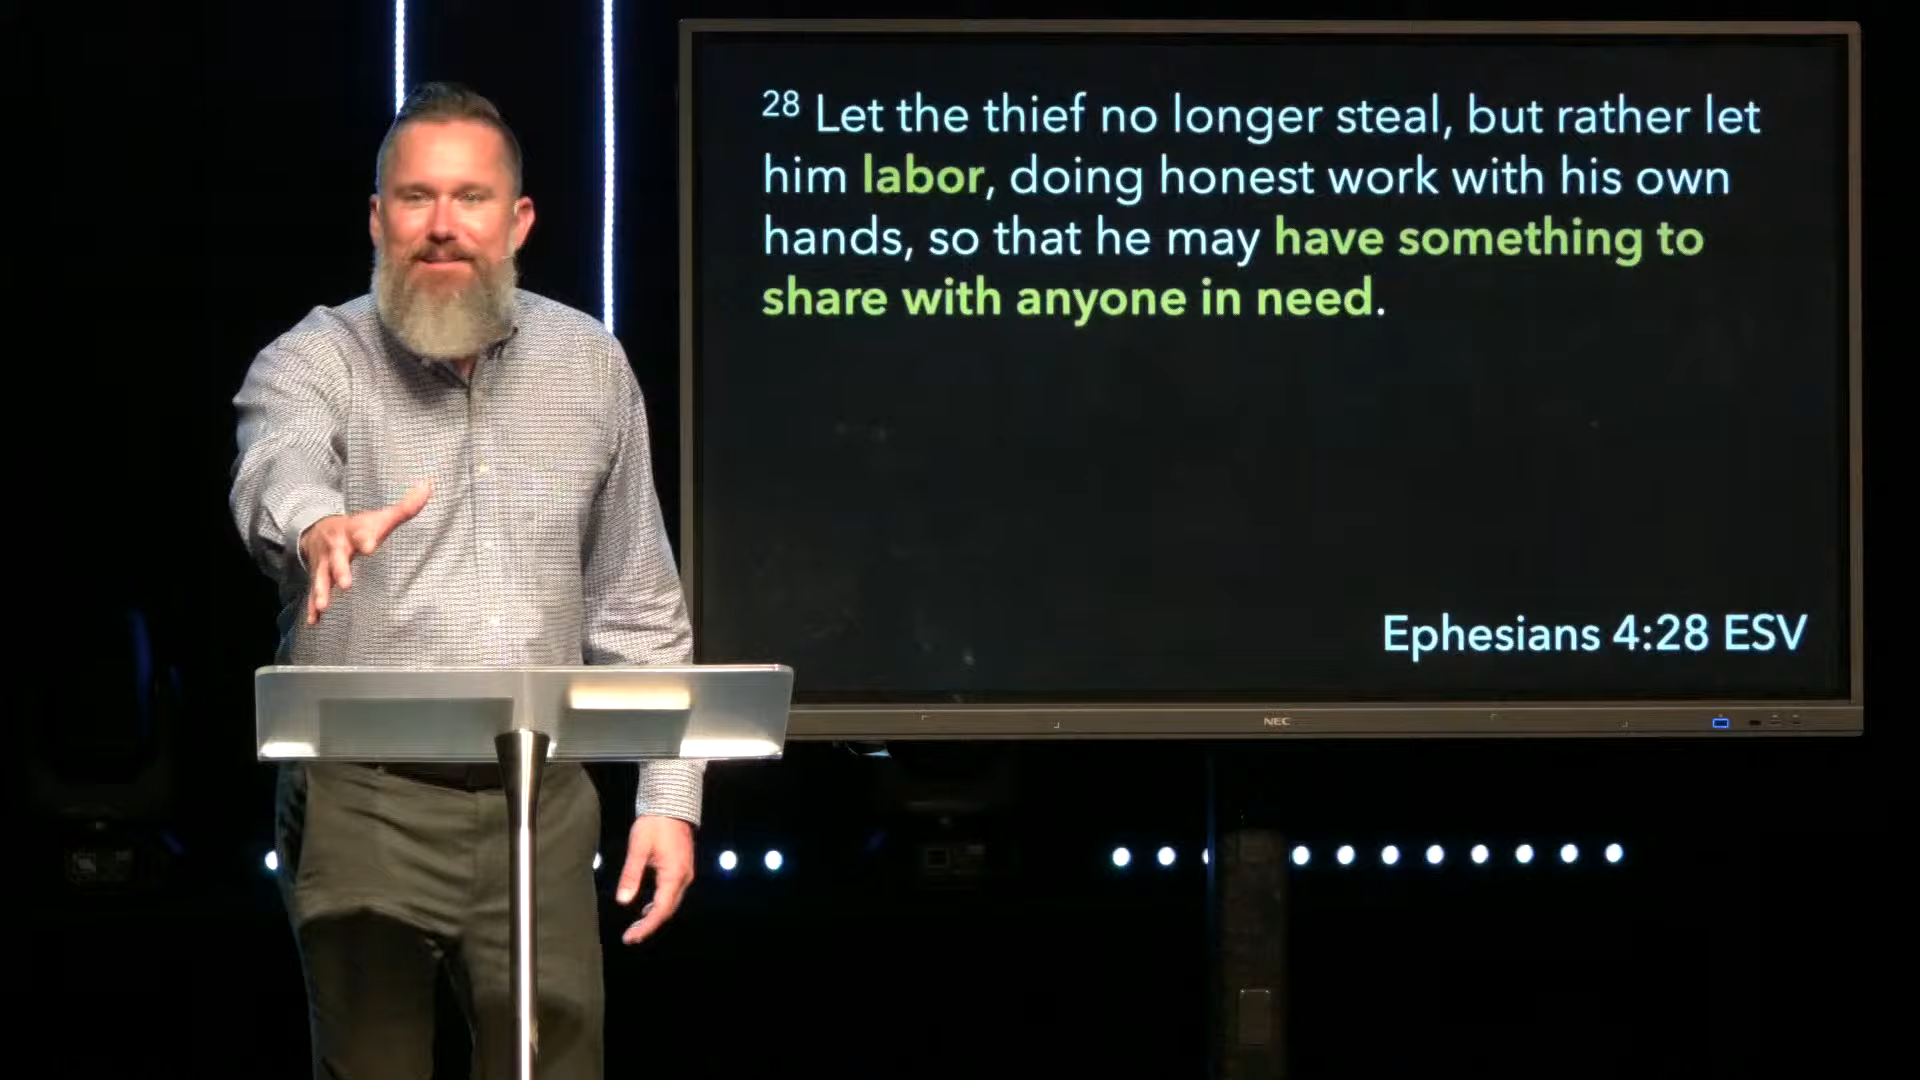 28 Let the thief no longer steal, but rather let
him labor, doing honest work with his own
hands, so that he may have something to
share with anyone in need.
Ephesians 4:28 ESV
NEC